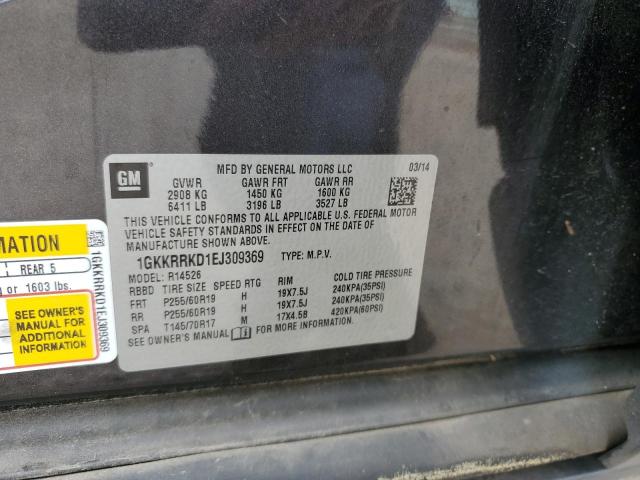 GM
MFD BY GENERAL MOTORS LLC 03/14
GVWR GAWR FRT GAWR RR
2908 KG 1450 KG 1600 KG
6411 LB 3196 LB 3527 LB
THIS VEHICLE CONFORMS TO ALL APPLICABLE U.S. FEDERAL MOTOR
VEHICLE SAFETY STANDARDS IN EFFECT ON THE DATE OF
MANUFACTURE SHOWN ABOVE.
1GKKRRKD1EJ309369 TYPE: M.P.V.
MODEL: R14526
RBBD TIRE SIZE SPEED RTG RIM COLD TIRE PRESSURE
FRT P255/60R19 H 19X7.5J 240KPA(35PSI)
RR P255/60R19 H 19X7.5J 240KPA(35PSI)
SPA T145/70R17 M 17X4.5B 420KPA(60PSI)
SEE OWNER'S MANUAL FOR MORE INFORMATION.
MATION
REAR 5
or 1603 lbs.
SEE OWNER'S
MANUAL FOR
ADDITIONAL
INFORMATION
1GKKRRKD1EJ309369